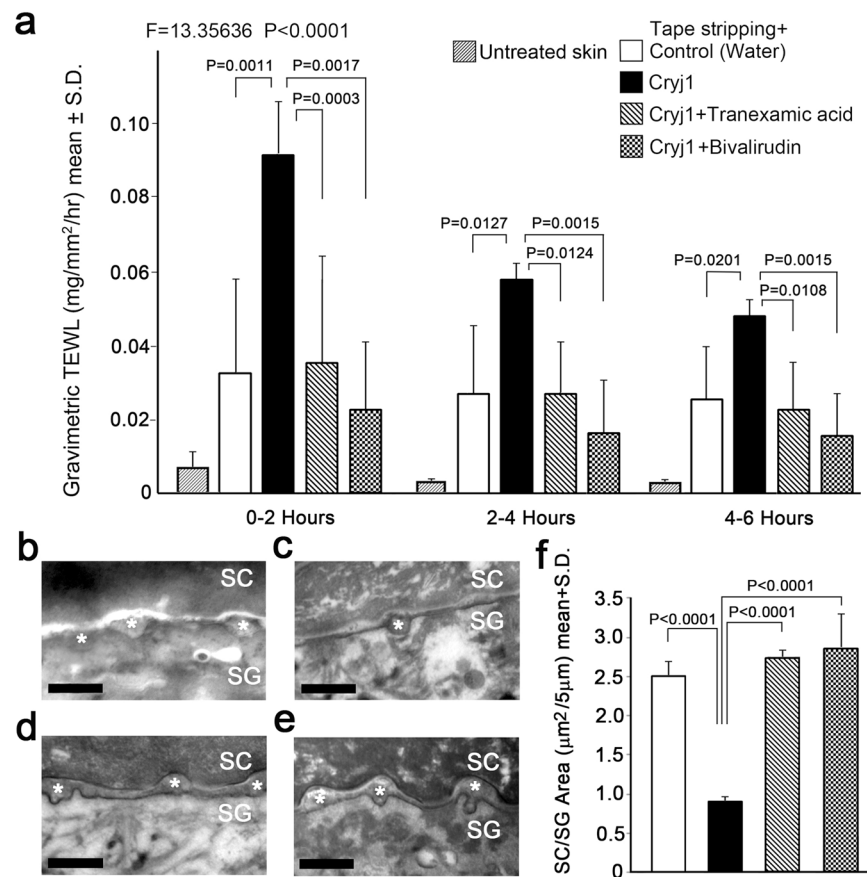 a
F=13.35636 P<0.0001
Untreated skin
Tape stripping+
Control (Water)
Cryj1
Cryj1+Tranexamic acid
Cryj1+Bivalirudin
Gravimetric TEWL (mg/mm²/hr) mean ± S.D.
0.10
0.08
0.06
0.04
0.02
0
P=0.0011
P=0.0017
P=0.0003
P=0.0127
P=0.0015
P=0.0124
P=0.0201
P=0.0015
P=0.0108
0-2 Hours
2-4 Hours
4-6 Hours
b
SC
* * *
SG
c
SC
SG
*
d
SC
* * *
SG
e
SC
* * *
SG
f
SC/SG Area (μm2/5μm) mean+S.D.
3.5
3.0
2.5
2.0
1.5
1.0
0.5
0
P<0.0001
P<0.0001
P<0.0001